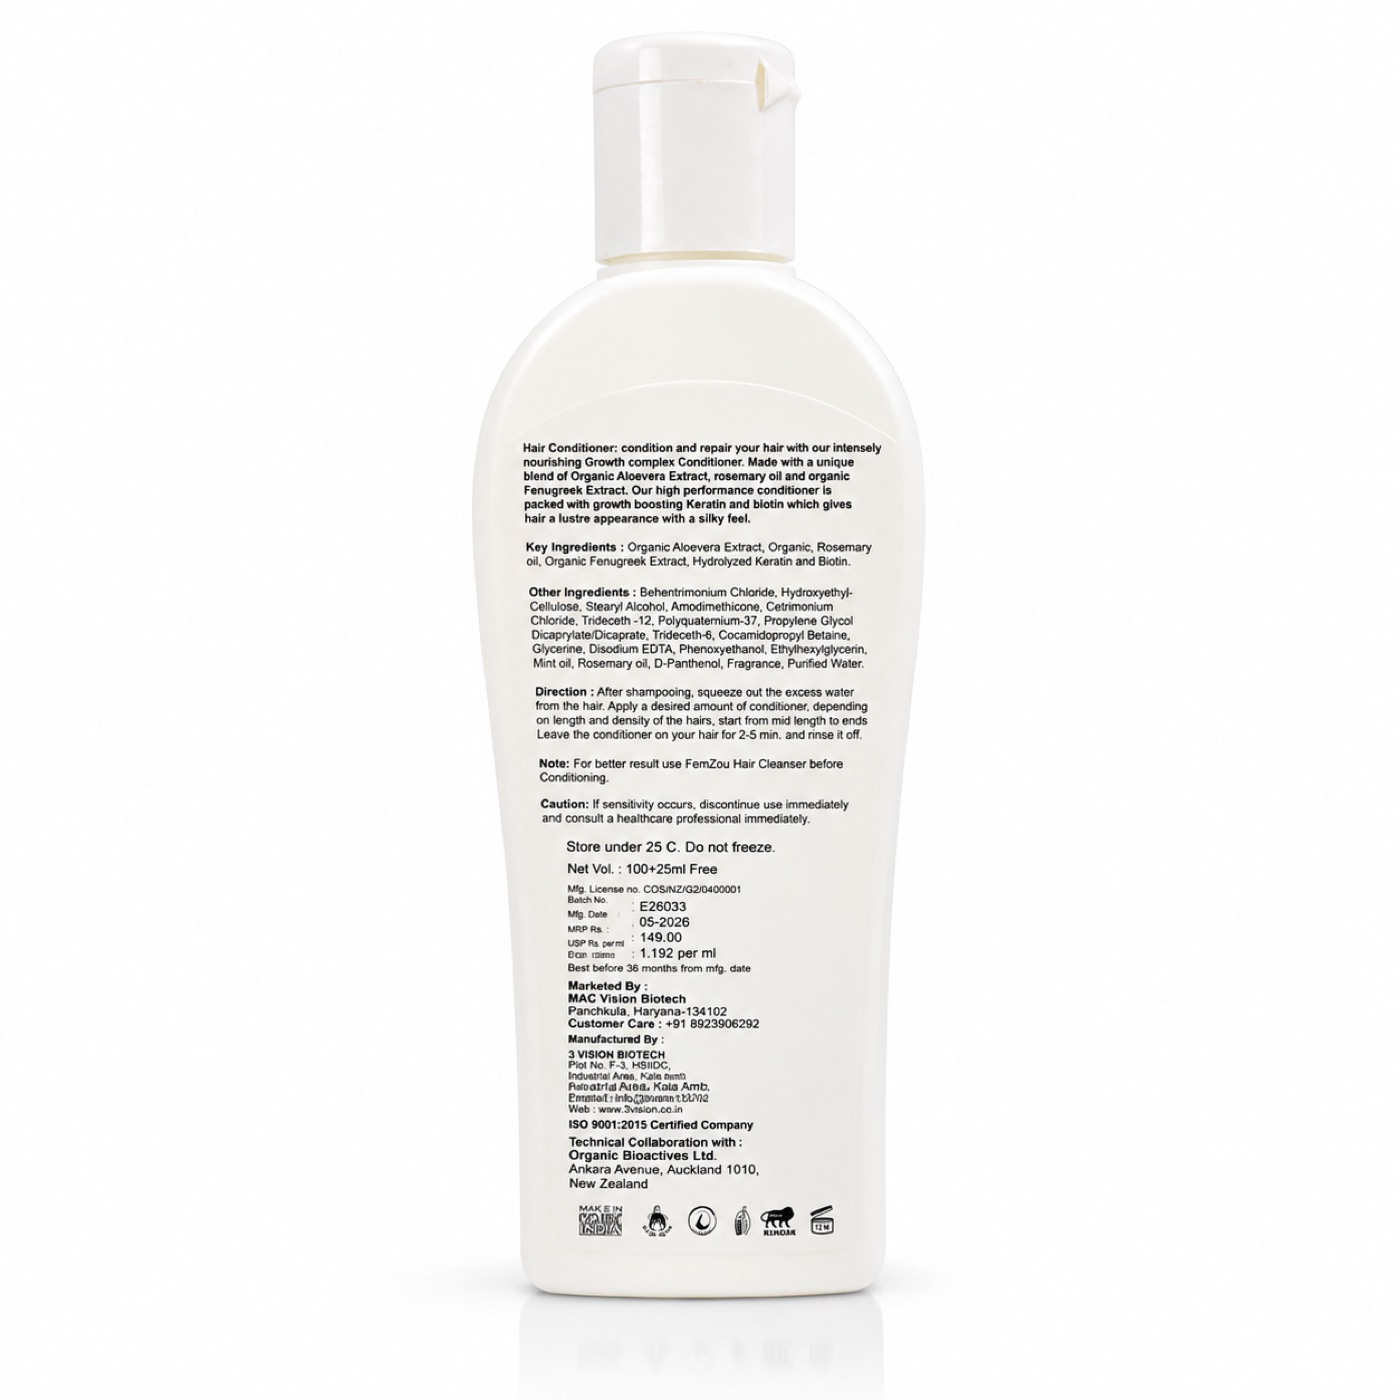 Hair Conditioner: condition and repair your hair with our intensely
nourishing Growth complex Conditioner. Made with a unique
blend of Organic Aloevera Extract, rosemary oil and organic
Fenugreek Extract. Our high performance conditioner is
packed with growth boosting Keratin and biotin which gives
hair a lustre appearance with a silky feel.
Key Ingredients : Organic Aloevera Extract, Organic, Rosemary
oil, Organic Fenugreek Extract, Hydrolyzed Keratin and Biotin.
Other Ingredients : Behentrimonium Chloride, Hydroxyethyl-
Cellulose, Stearyl Alcohol, Amodimethicone, Cetrimonium
Chloride, Trideceth -12, Polyquaternium-37, Propylene Glycol
Dicaprylate/Dicaprate, Trideceth-6, Cocamidopropyl Betaine,
Glycerine, Disodium EDTA, Phenoxyethanol, Ethylhexylglycerin,
Mint oil, Rosemary oil, D-Panthenol, Fragrance, Purified Water.
Direction : After shampooing, squeeze out the excess water
from the hair. Apply a desired amount of conditioner, depending
on length and density of the hairs, start from mid length to ends
Leave the conditioner on your hair for 2-5 min. and rinse it off.
Note: For better result use FemZou Hair Cleanser before
Conditioning.
Caution: If sensitivity occurs, discontinue use immediately
and consult a healthcare professional immediately.
Store under 25 C. Do not freeze.
Net Vol. : 100+25ml Free
Mfg. License no. COS/NZ/G2/0400001
Batch No. : E26033
Mfg. Date : 05-2026
MRP Rs. : 149.00
USP Rs. per ml : 1.192 per ml
Best before 36 months from mfg. date
Marketed By :
MAC Vision Biotech
Panchkula, Haryana-134102
Customer Care : +91 8923906292
Manufactured By :
3 VISION BIOTECH
Plot No. F-3, HSIIDC,
Industrial Area, Kala
Area, Kala Amb,
Web : www.3vision.co.in
ISO 9001:2015 Certified Company
Technical Collaboration with :
Organic Bioactives Ltd.
Ankara Avenue, Auckland 1010,
New Zealand
MAKE IN
INDIA
12 M